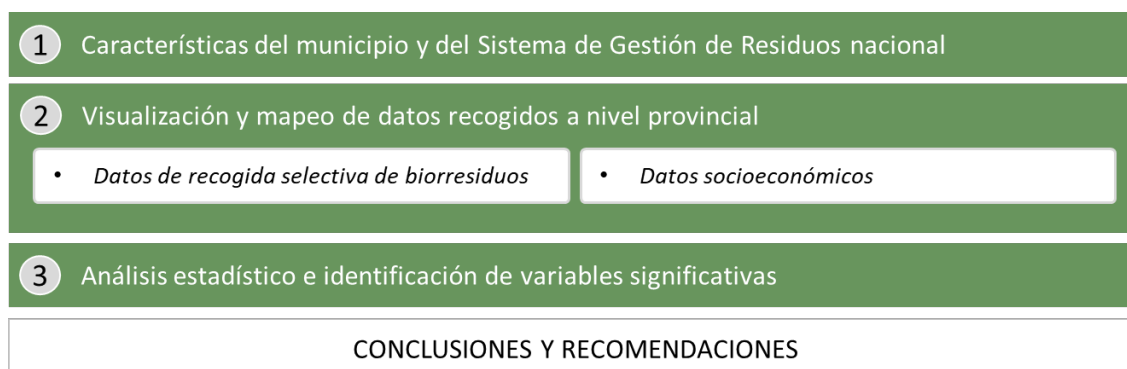 1 Características del municipio y del Sistema de Gestión de Residuos nacional
2 Visualización y mapeo de datos recogidos a nivel provincial
• Datos de recogida selectiva de biorresiduos
• Datos socioeconómicos
3 Análisis estadístico e identificación de variables significativas
CONCLUSIONES Y RECOMENDACIONES